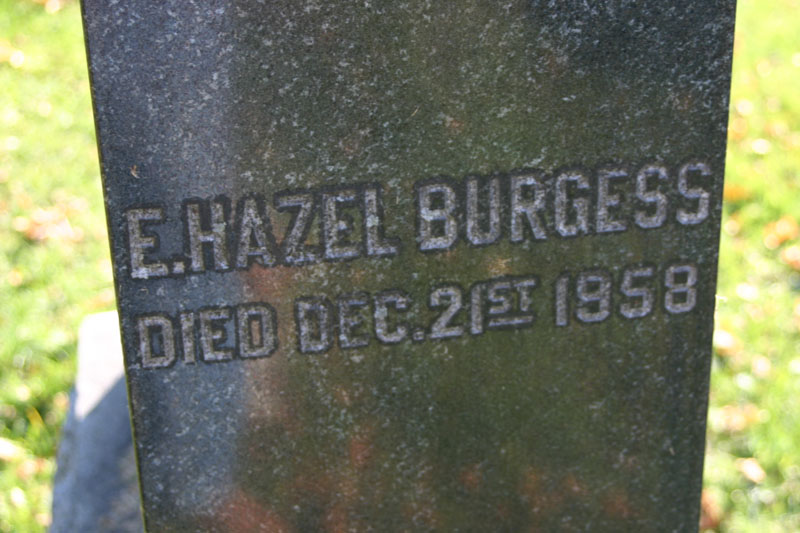 E. HAZEL BURGESS
DIED DEC. 21ST 1958